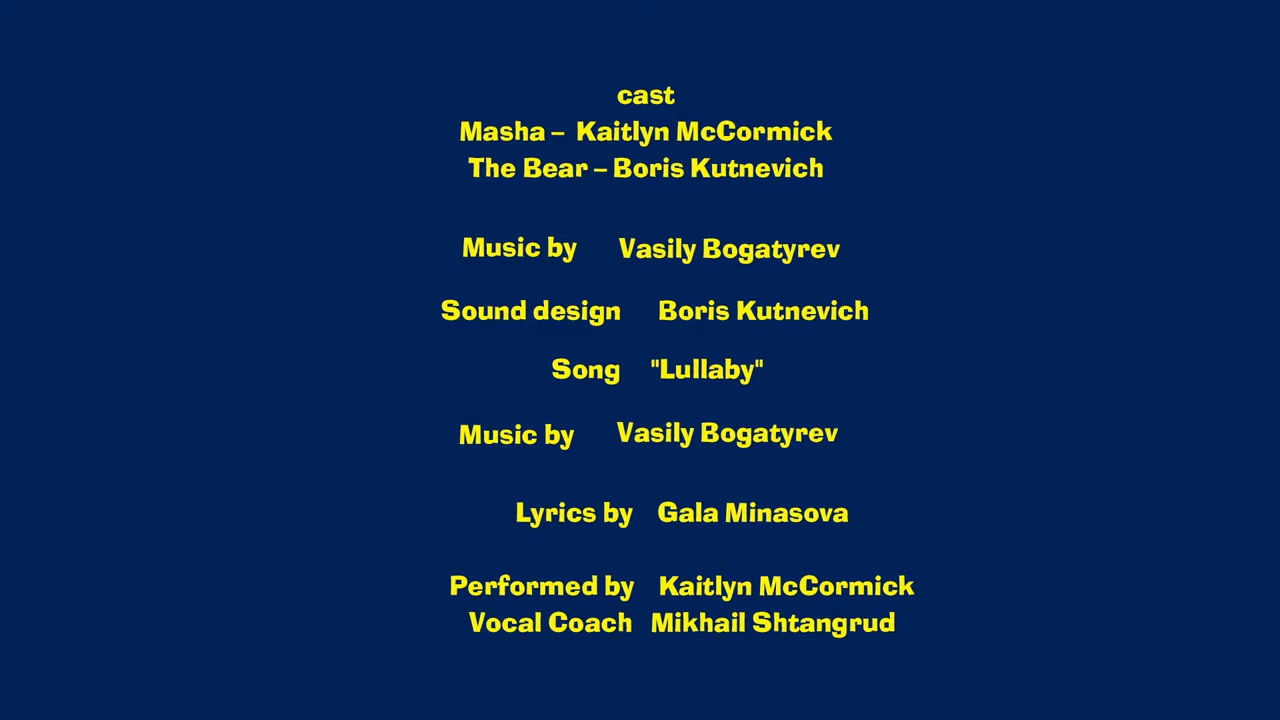 cast
Masha – Kaitlyn McCormick
The Bear – Boris Kutnevich
Music by Vasily Bogatyrev
Sound design Boris Kutnevich
Song "Lullaby"
Music by Vasily Bogatyrev
Lyrics by Gala Minasova
Performed by Kaitlyn McCormick
Vocal Coach Mikhail Shtangrud